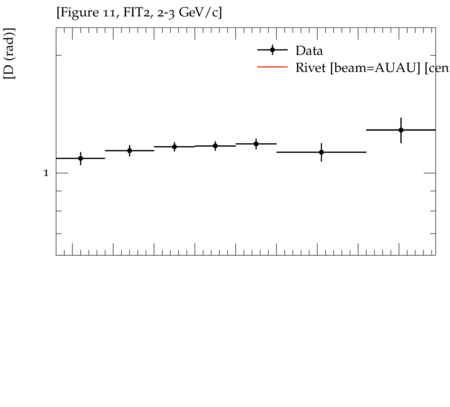 [Figure 11, FIT2, 2-3 GeV/c]
[D (rad)]
Data
Rivet [beam=AUAU] [cen
1